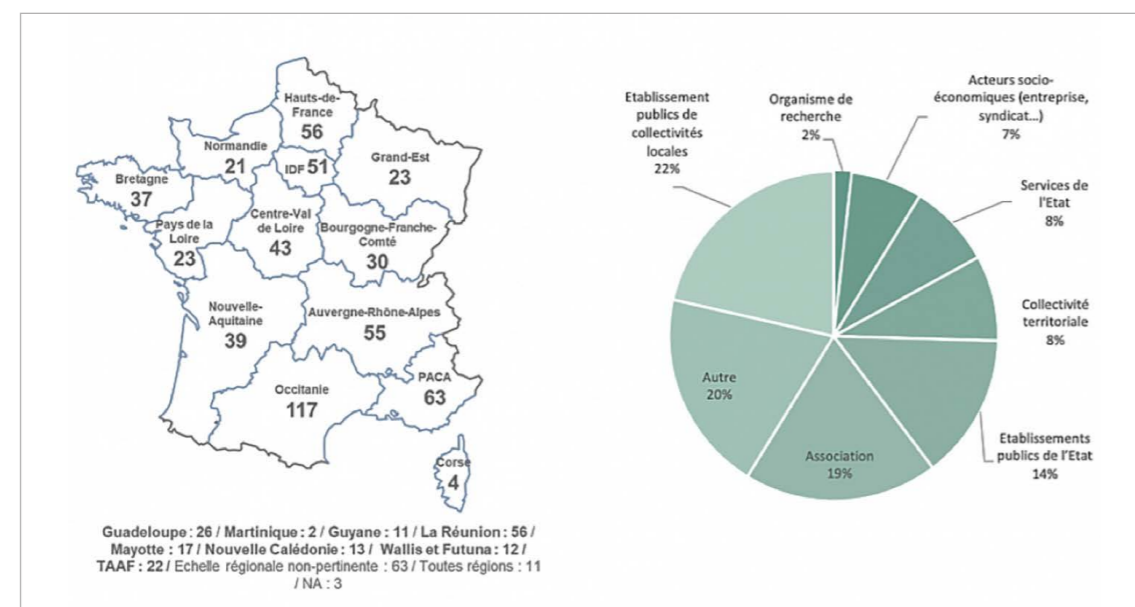 Hauts-de-
France
56
Normandie
21
IDF 51
Grand-Est
23
Bretagne
37
Pays de la
Loire
23
Centre-Val
de Loire
43
Bourgogne-Franche-
Comté
30
Nouvelle-
Aquitaine
39
Auvergne-Rhône-Alpes
55
Occitanie
117
PACA
63
Corse
4
Guadeloupe : 26 / Martinique : 2 / Guyane : 11 / La Réunion : 56 /
Mayotte : 17 / Nouvelle Calédonie : 13 / Wallis et Futuna : 12 /
TAAF : 22 / Echelle régionale non-pertinente : 63 / Toutes régions : 11
/ NA : 3
Etablissement
publics de
collectivités
locales
22%
Organisme de
recherche
2%
Acteurs socio-
économiques (entreprise,
syndicat...)
7%
Services de
l'Etat
8%
Collectivité
territoriale
8%
Etablissements
publics de l'Etat
14%
Association
19%
Autre
20%